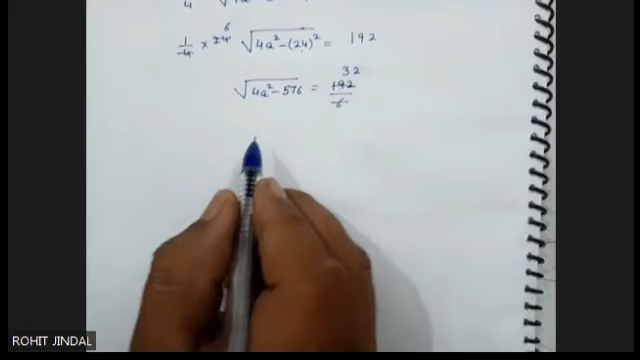 1/4 × 24 6 √(4a² − (24)²) = 192
√(4a² − 576) = 192/6 32
ROHIT JINDAL